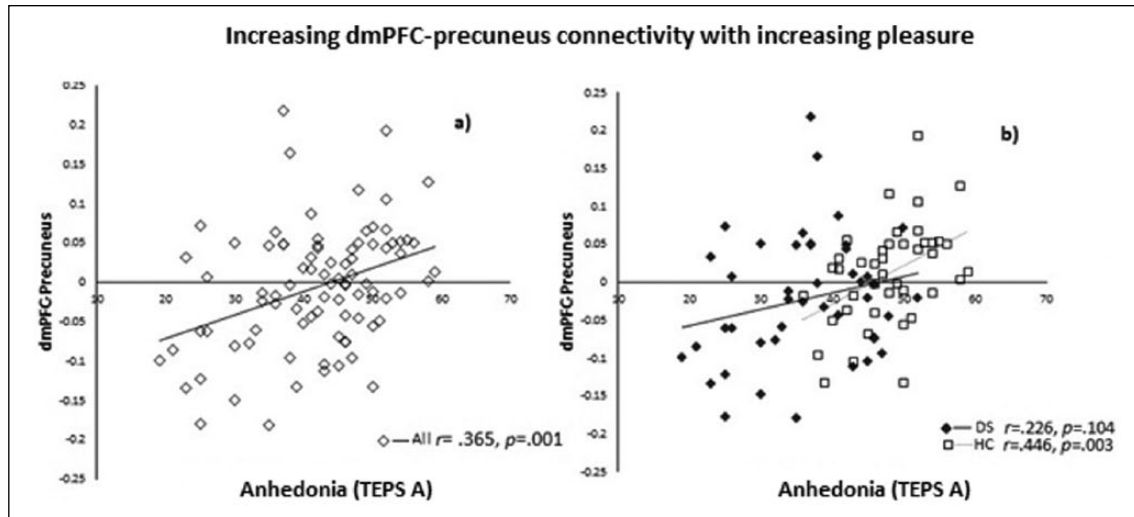 Increasing dmPFC-precuneus connectivity with increasing pleasure
a)
0.25
0.2
0.15
0.1
0.05
0
-0.05
-0.1
-0.15
-0.2
-0.25
10 20 30 40 50 60 70
dmPFC-Precuneus
All r= .365, p=.001
Anhedonia (TEPS A)
b)
0.25
0.2
0.15
0.1
0.05
0
-0.05
-0.1
-0.15
-0.2
-0.25
10 20 30 40 50 60 70
dmPFC-Precuneus
DS r=.226, p=.104
HC r=.446, p=.003
Anhedonia (TEPS A)